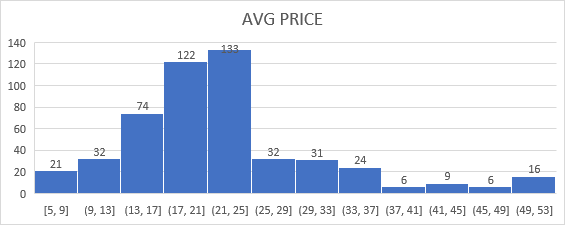 AVG PRICE
140
120
100
80
60
40
20
0
21 32 74 122 133 32 31 24 6 9 6 16
[5, 9] (9, 13] (13, 17] (17, 21] (21, 25] (25, 29] (29, 33] (33, 37] (37, 41] (41, 45] (45, 49] (49, 53]